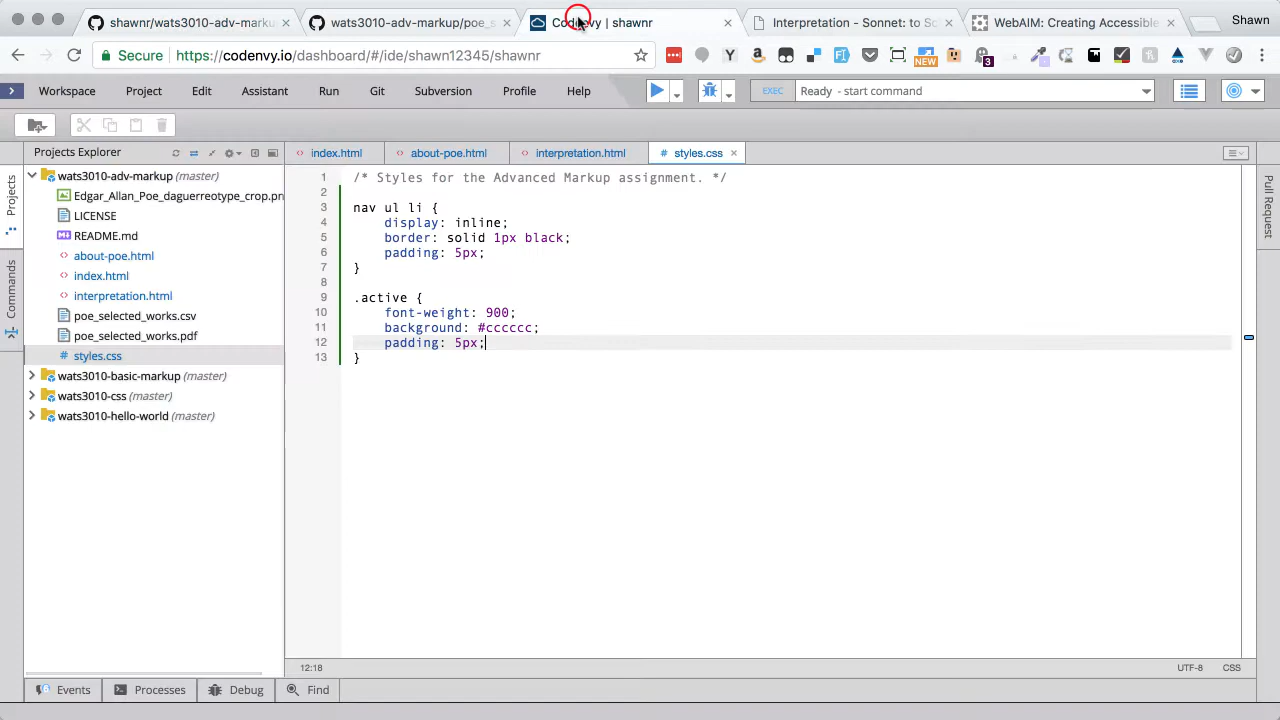 shawnr/wats3010-adv-marku
wats3010-adv-markup/poe_s
Codenvy | shawnr
Interpretation - Sonnet: to Sc
WebAIM: Creating Accessible
Shawn
Secure
https://codenvy.io/dashboard/#/ide/shawn12345/shawnr
Y
NEW
3
Workspace
Project
Edit
Assistant
Run
Git
Subversion
Profile
Help
EXEC
Ready - start command
Projects Explorer
index.html
about-poe.html
interpretation.html
# styles.css
Projects
Commands
Pull Request
wats3010-adv-markup (master)
Edgar_Allan_Poe_daguerreotype_crop.pn
LICENSE
README.md
about-poe.html
index.html
interpretation.html
poe_selected_works.csv
poe_selected_works.pdf
# styles.css
wats3010-basic-markup (master)
wats3010-css (master)
wats3010-hello-world (master)
1 /* Styles for the Advanced Markup assignment. */
2
3 nav ul li {
4 display: inline;
5 border: solid 1px black;
6 padding: 5px;
7 }
8
9 .active {
10 font-weight: 900;
11 background: #cccccc;
12 padding: 5px;
13 }
12:18
UTF-8
CSS
Events
Processes
Debug
Find